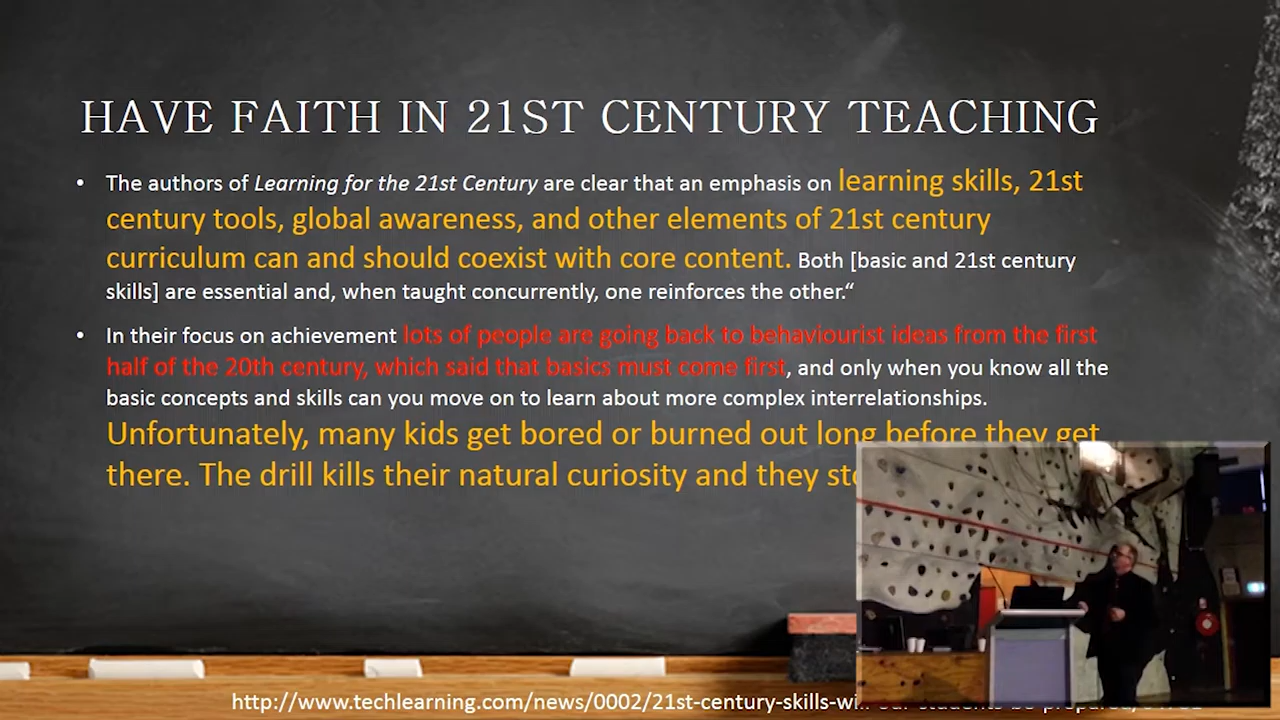 HAVE FAITH IN 21ST CENTURY TEACHING
• The authors of Learning for the 21st Century are clear that an emphasis on learning skills, 21st
century tools, global awareness, and other elements of 21st century
curriculum can and should coexist with core content. Both [basic and 21st century
skills] are essential and, when taught concurrently, one reinforces the other.“
• In their focus on achievement lots of people are going back to behaviourist ideas from the first
half of the 20th century, which said that basics must come first, and only when you know all the
basic concepts and skills can you move on to learn about more complex interrelationships.
Unfortunately, many kids get bored or burned out long before they get
there. The drill kills their natural curiosity and they
http://www.techlearning.com/news/0002/21st-century-skills-